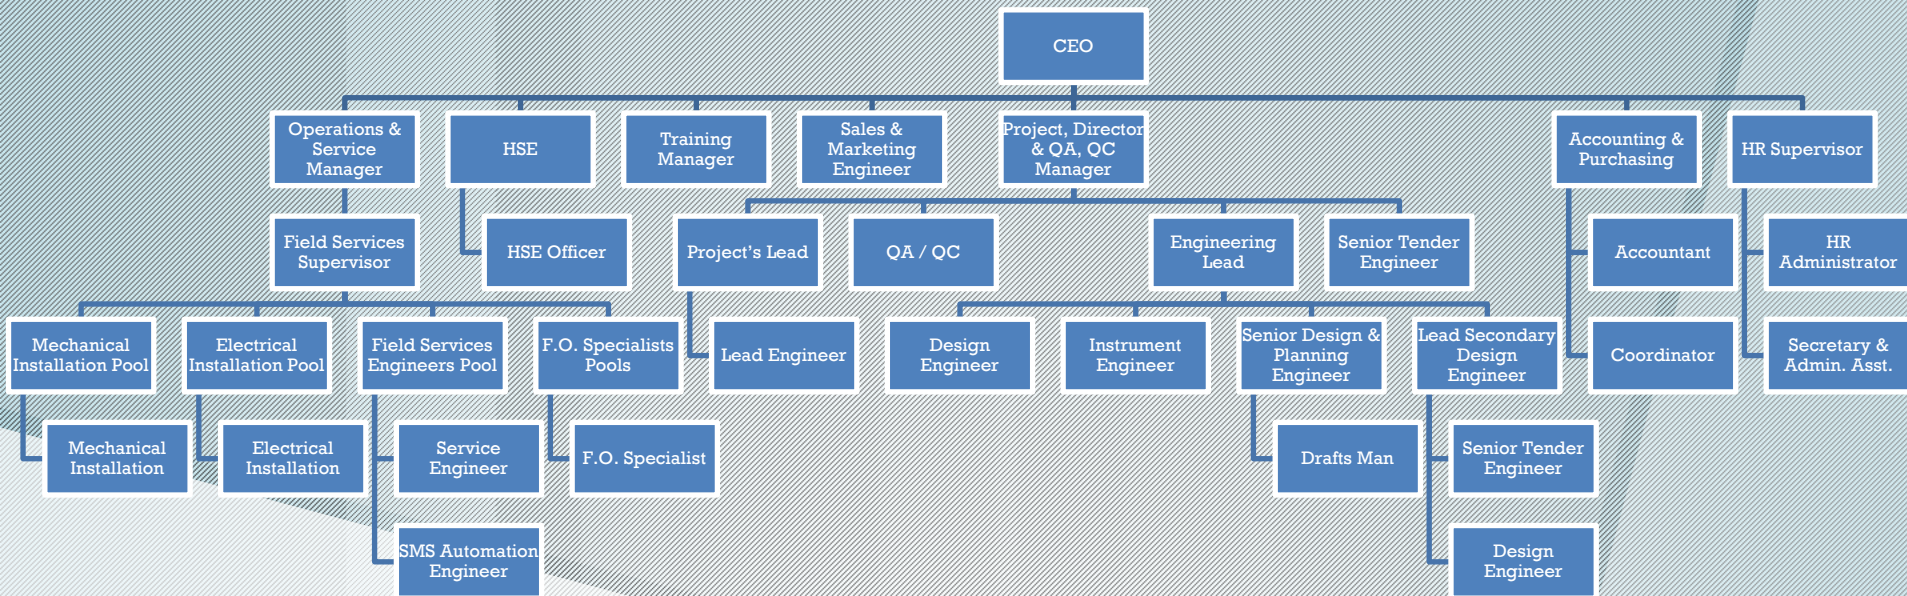 CEO
Operations &
Service
Manager
HSE
Training
Manager
Sales &
Marketing
Engineer
Project, Director
& QA, QC
Manager
Accounting &
Purchasing
HR Supervisor
Field Services
Supervisor
HSE Officer
Project's Lead
QA / QC
Engineering
Lead
Senior Tender
Engineer
Accountant
HR
Administrator
Mechanical
Installation Pool
Electrical
Installation Pool
Field Services
Engineers Pool
F.O. Specialists
Pools
Lead Engineer
Design
Engineer
Instrument
Engineer
Senior Design &
Planning
Engineer
Lead Secondary
Design
Engineer
Coordinator
Secretary &
Admin. Asst.
Mechanical
Installation
Electrical
Installation
Service
Engineer
F.O. Specialist
Drafts Man
Senior Tender
Engineer
SMS Automation
Engineer
Design
Engineer